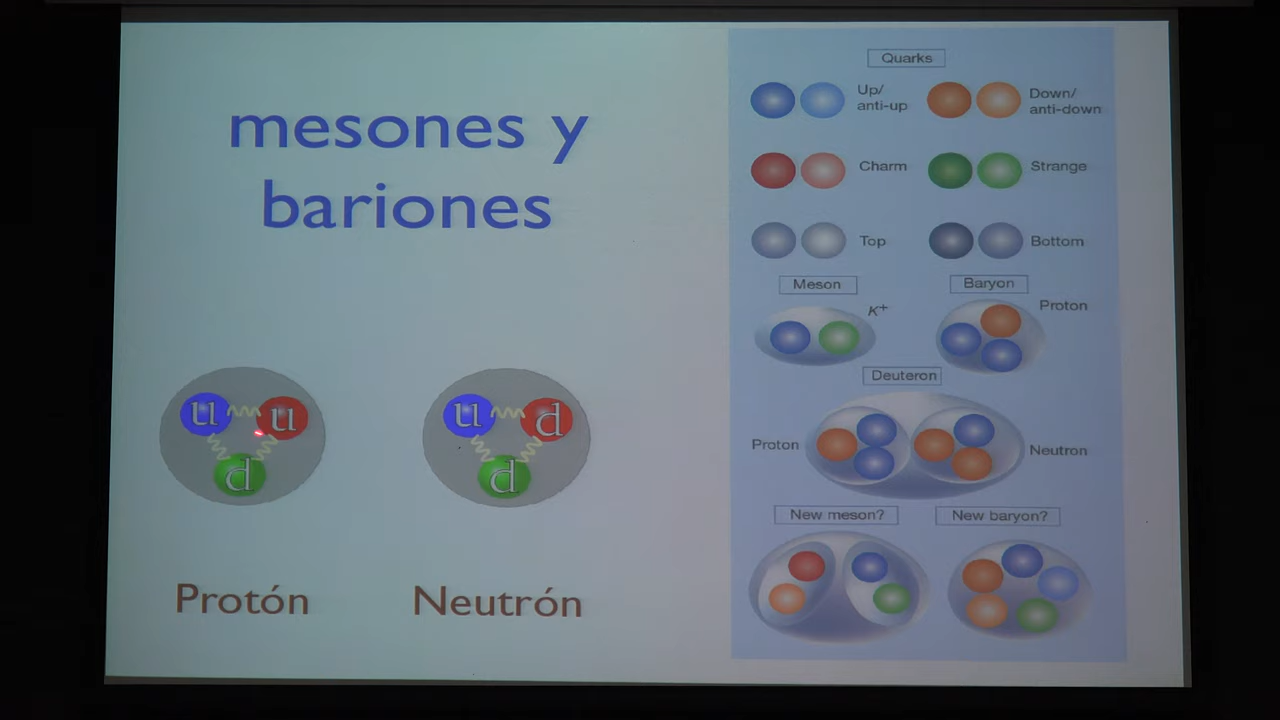 mesones y
bariones
u u
d
u d
d
Protón
Neutrón
Quarks
Up/
anti-up
Down/
anti-down
Charm
Strange
Top
Bottom
Meson
Baryon
K+
Proton
Deuteron
Proton
Neutron
New meson?
New baryon?